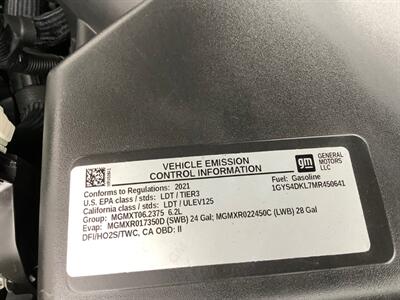 VEHICLE EMISSION
CONTROL INFORMATION
gm
GENERAL
MOTORS
LLC
Conforms to Regulations: 2021
Fuel: Gasoline
U.S. EPA class / stds: LDT / TIER3
1GYS4DKL7MR450641
California class / stds: LDT / ULEV125
Group: MGMXT06.2375 6.2L
Evap: MGMXR017350D (SWB) 24 Gal; MGMXR022450C (LWB) 28 Gal
DFI/HO2S/TWC, CA OBD: II